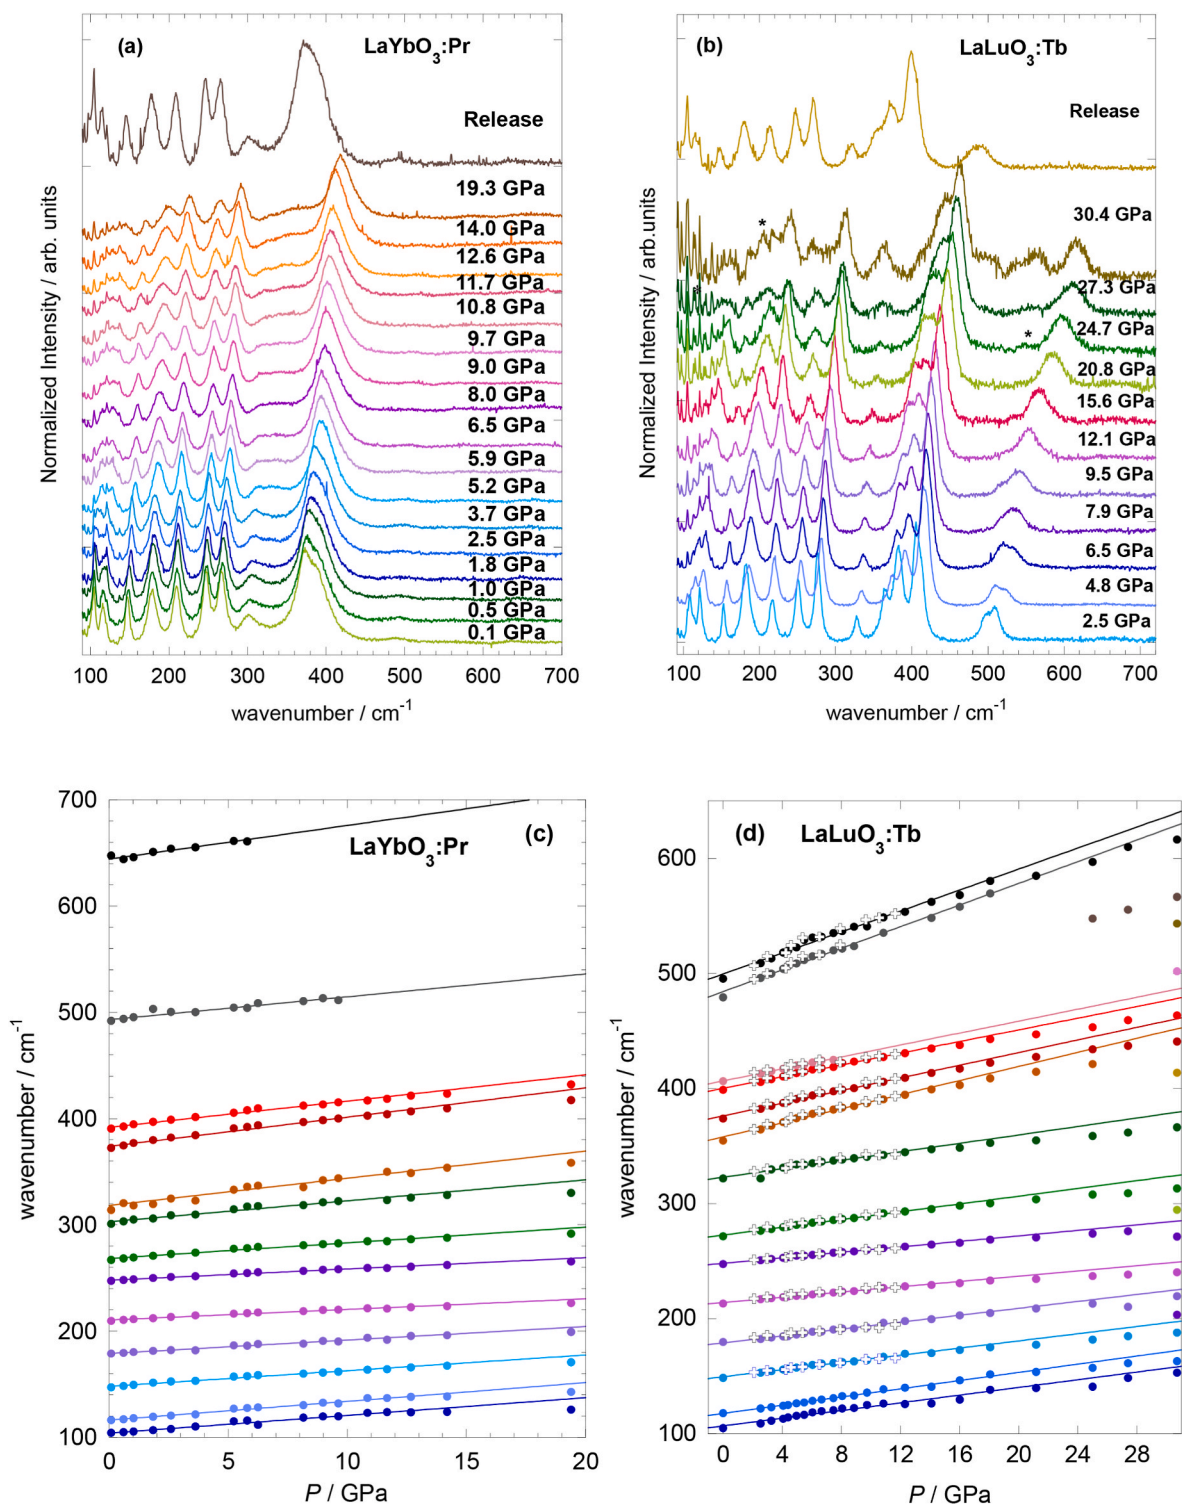 (a)
LaYbO3:Pr
Normalized Intensity / arb. units
Release
19.3 GPa
14.0 GPa
12.6 GPa
11.7 GPa
10.8 GPa
9.7 GPa
9.0 GPa
8.0 GPa
6.5 GPa
5.9 GPa
5.2 GPa
3.7 GPa
2.5 GPa
1.8 GPa
1.0 GPa
0.5 GPa
0.1 GPa
100 200 300 400 500 600 700
wavenumber / cm-1
(b)
LaLuO3:Tb
Normalized Intensity / arb.units
Release
30.4 GPa
*
27.3 GPa
*
24.7 GPa
*
20.8 GPa
15.6 GPa
12.1 GPa
9.5 GPa
7.9 GPa
6.5 GPa
4.8 GPa
2.5 GPa
100 200 300 400 500 600 700
wavenumber / cm-1
(c)
LaYbO3:Pr
wavenumber / cm-1
700
600
500
400
300
200
100
0 5 10 15 20
P / GPa
(d)
LaLuO3:Tb
wavenumber / cm-1
600
500
400
300
200
100
0 4 8 12 16 20 24 28
P / GPa